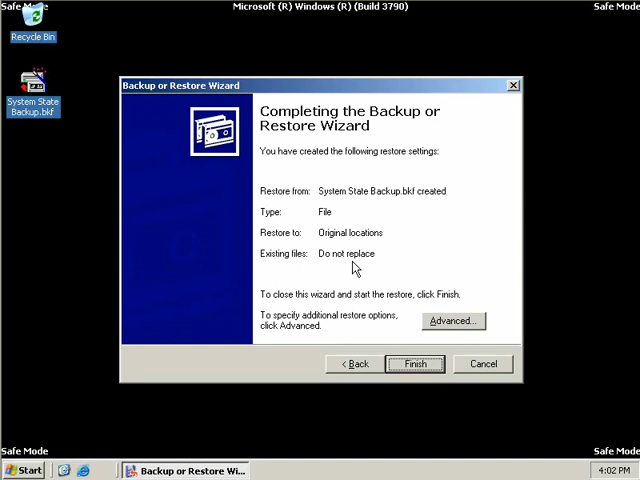 Safe Mode
Microsoft (R) Windows (R) (Build 3790)
Safe Mode
Recycle Bin
System State
Backup.bkf
Backup or Restore Wizard
Completing the Backup or
Restore Wizard
You have created the following restore settings:
Restore from: System State Backup.bkf created
Type: File
Restore to: Original locations
Existing files: Do not replace
To close this wizard and start the restore, click Finish.
To specify additional restore options,
click Advanced.
Advanced...
< Back
Finish
Cancel
Safe Mode
Safe Mode
Start
Backup or Restore Wi...
4:02 PM